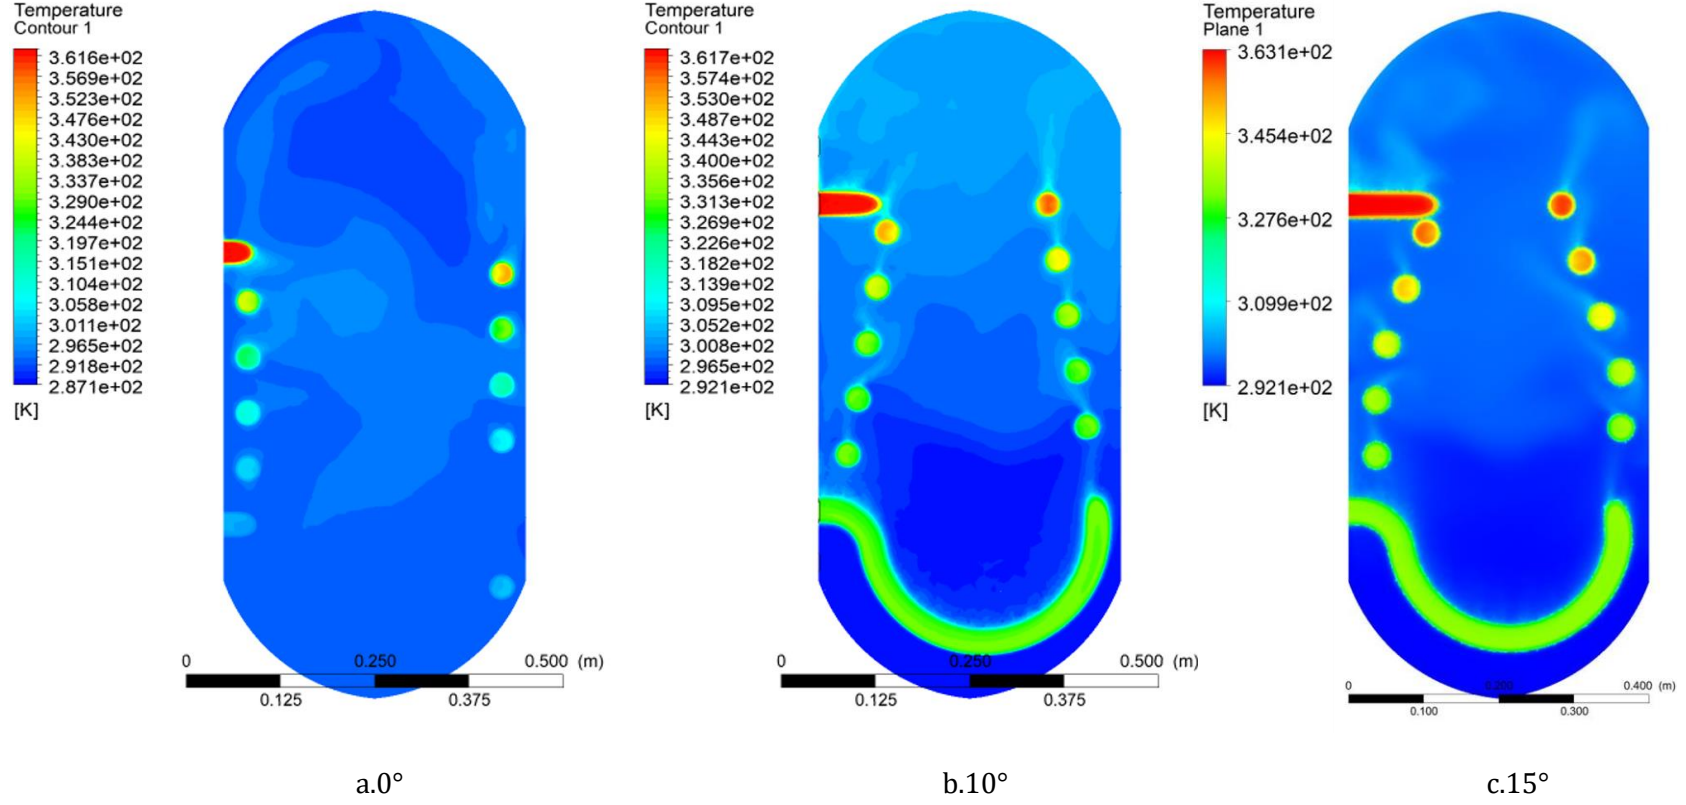 Temperature
Contour 1
3.616e+02
3.569e+02
3.523e+02
3.476e+02
3.430e+02
3.383e+02
3.337e+02
3.290e+02
3.244e+02
3.197e+02
3.151e+02
3.104e+02
3.058e+02
3.011e+02
2.965e+02
2.918e+02
2.871e+02
[K]
0 0.250 0.500 (m)
0.125 0.375
a.0°
Temperature
Contour 1
3.617e+02
3.574e+02
3.530e+02
3.487e+02
3.443e+02
3.400e+02
3.356e+02
3.313e+02
3.269e+02
3.226e+02
3.182e+02
3.139e+02
3.095e+02
3.052e+02
3.008e+02
2.965e+02
2.921e+02
[K]
0 0.250 0.500 (m)
0.125 0.375
b.10°
Temperature
Plane 1
3.631e+02
3.454e+02
3.276e+02
3.099e+02
2.921e+02
[K]
0 0.200 0.400 (m)
0.100 0.300
c.15°